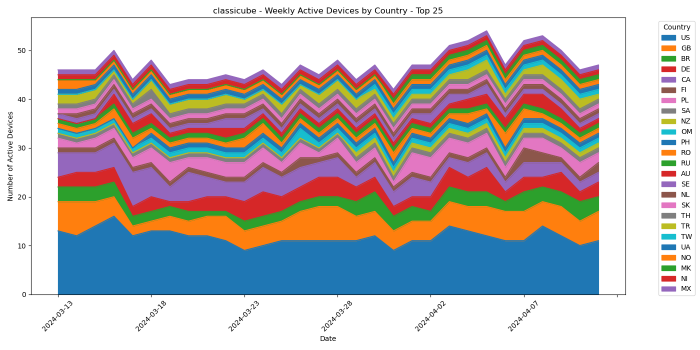 classicube - Weekly Active Devices by Country - Top 25
Number of Active Devices
50
40
30
20
10
0
2024-03-13
2024-03-18
2024-03-23
2024-03-28
2024-04-02
2024-04-07
Date
Country
US
GB
BR
DE
CA
FI
PL
SA
NZ
OM
PH
RO
RU
AU
SE
NL
SK
TH
TR
TW
UA
NO
MK
NI
MX